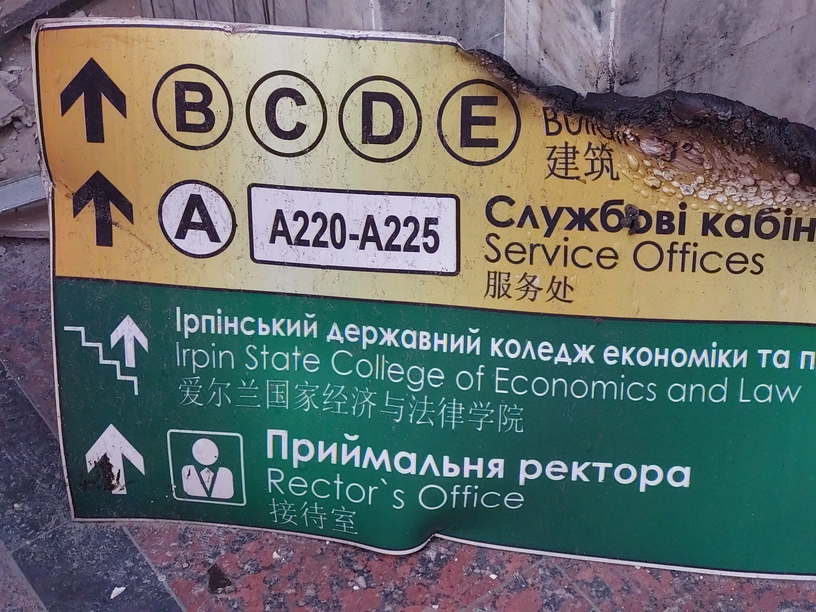 B C D E
建筑
A A220-A225 Службові
Service Offices
服务处
Ірпінський державний коледж економіки та п
Irpin State College of Economics and Law
爱尔兰国家经济与法律学院
Приймальня ректора
Rector`s Office
接待室